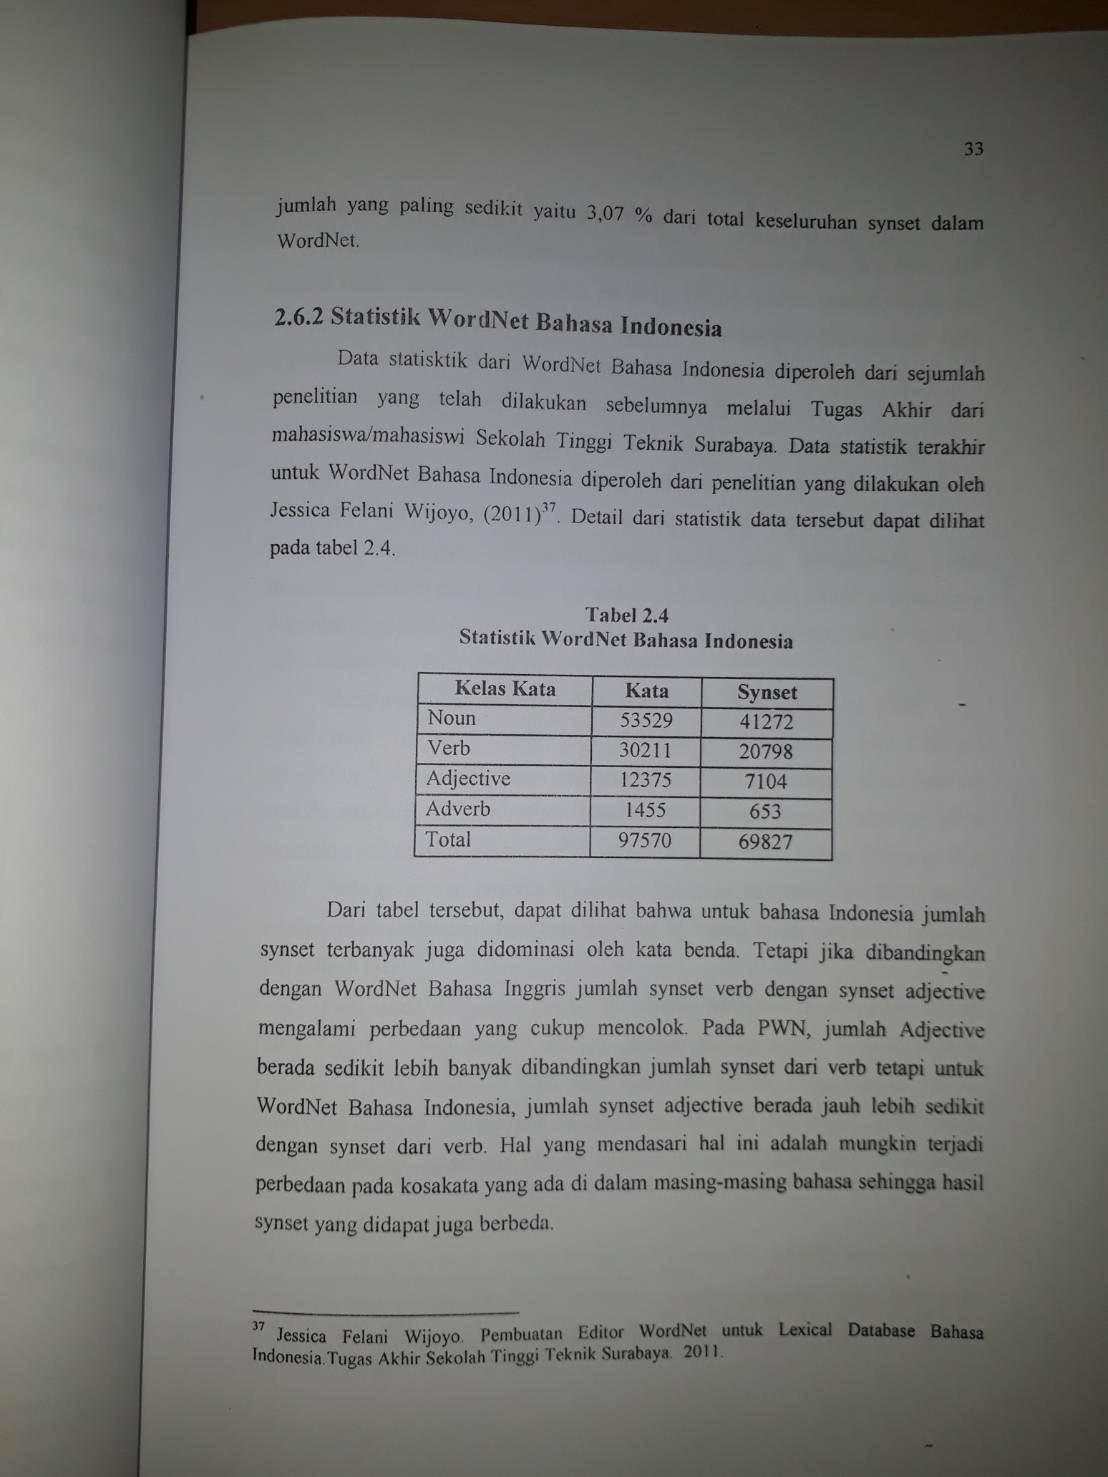 33
jumlah yang paling sedikit yaitu 3,07 % dari total keseluruhan synset dalam
WordNet.
2.6.2 Statistik WordNet Bahasa Indonesia
Data statisktik dari WordNet Bahasa Indonesia diperoleh dari sejumlah
penelitian yang telah dilakukan sebelumnya melalui Tugas Akhir dari
mahasiswa/mahasiswi Sekolah Tinggi Teknik Surabaya. Data statistik terakhir
untuk WordNet Bahasa Indonesia diperoleh dari penelitian yang dilakukan oleh
Jessica Felani Wijoyo, (2011)³⁷. Detail dari statistik data tersebut dapat dilihat
pada tabel 2.4.
Tabel 2.4
Statistik WordNet Bahasa Indonesia
Kelas Kata Kata Synset
Noun 53529 41272
Verb 30211 20798
Adjective 12375 7104
Adverb 1455 653
Total 97570 69827
Dari tabel tersebut, dapat dilihat bahwa untuk bahasa Indonesia jumlah
synset terbanyak juga didominasi oleh kata benda. Tetapi jika dibandingkan
dengan WordNet Bahasa Inggris jumlah synset verb dengan synset adjective
mengalami perbedaan yang cukup mencolok. Pada PWN, jumlah Adjective
berada sedikit lebih banyak dibandingkan jumlah synset dari verb tetapi untuk
WordNet Bahasa Indonesia, jumlah synset adjective berada jauh lebih sedikit
dengan synset dari verb. Hal yang mendasari hal ini adalah mungkin terjadi
perbedaan pada kosakata yang ada di dalam masing-masing bahasa sehingga hasil
synset yang didapat juga berbeda.
³⁷ Jessica Felani Wijoyo. Pembuatan Editor WordNet untuk Lexical Database Bahasa
Indonesia.Tugas Akhir Sekolah Tinggi Teknik Surabaya. 2011.